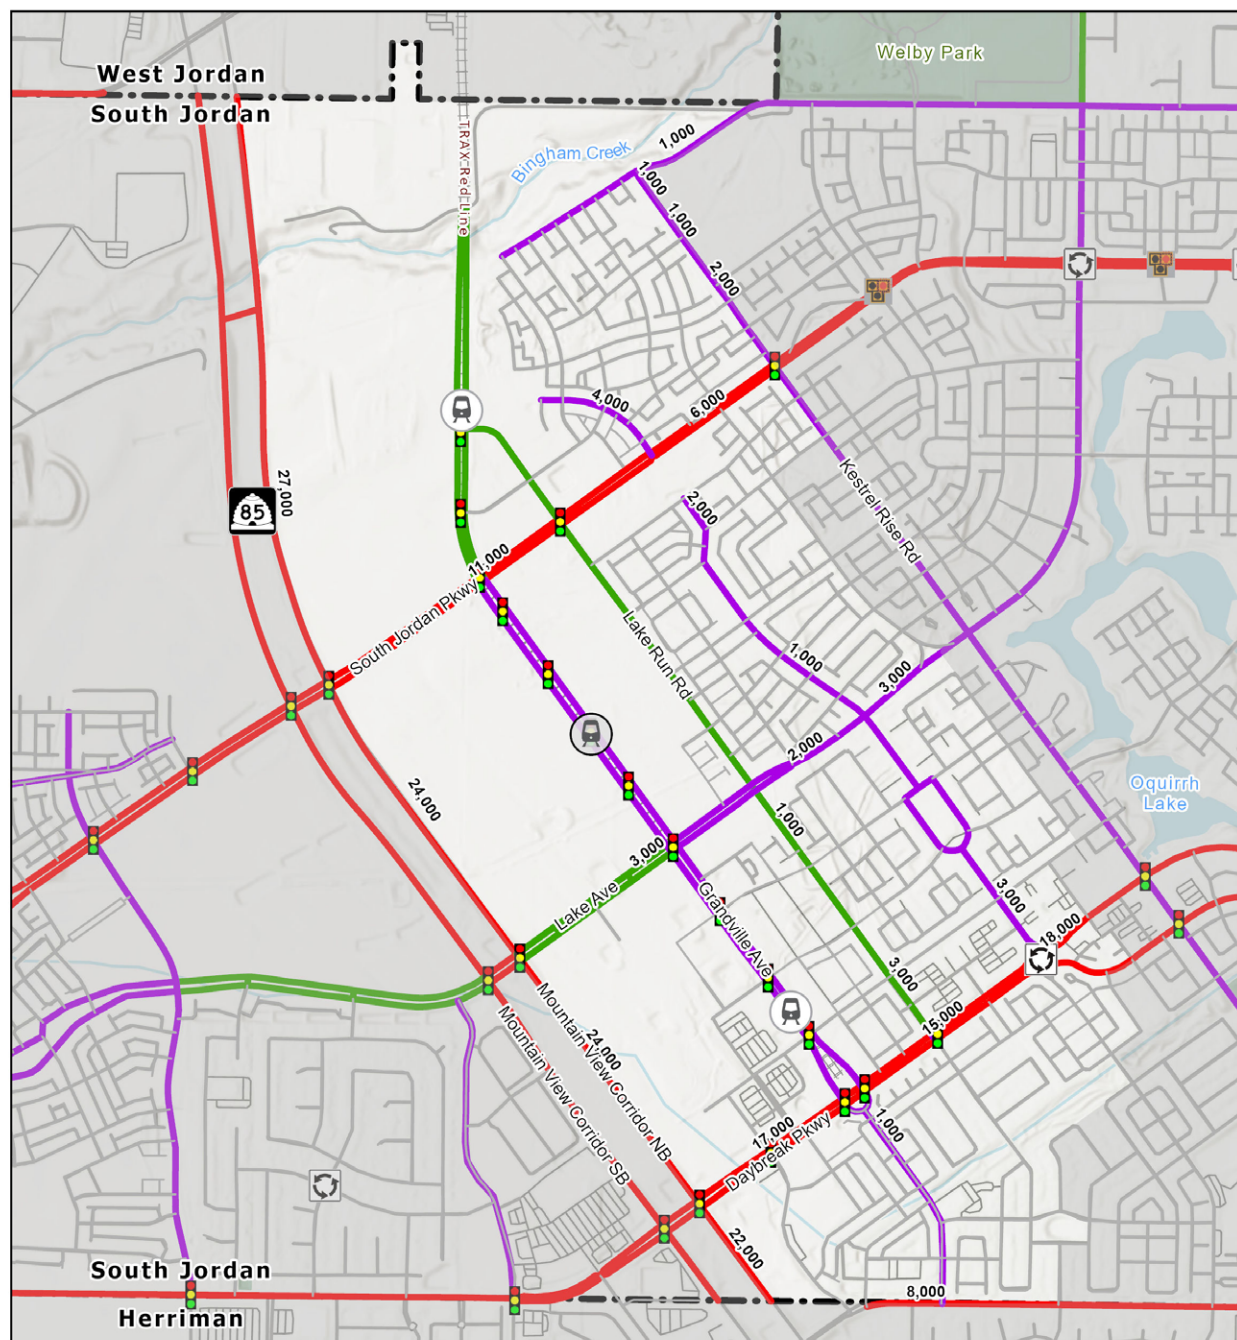 Welby Park
West Jordan
South Jordan
TRAX Red Line
Bingham Creek
1,000
1,000
1,000
2,000
4,000
6,000
27,000
85
2,000
Kestrel Rise Rd
11,000
South Jordan Pkwy
Lake Run Rd
1,000
3,000
2,000
24,000
Oquirrh
Lake
1,000
3,000
Lake Ave
Grandville Ave
3,000
18,000
3,000
15,000
24,000
Mountain View Corridor NB
Mountain View Corridor SB
17,000
Daybreak Pkwy
1,000
22,000
South Jordan
Herriman
8,000